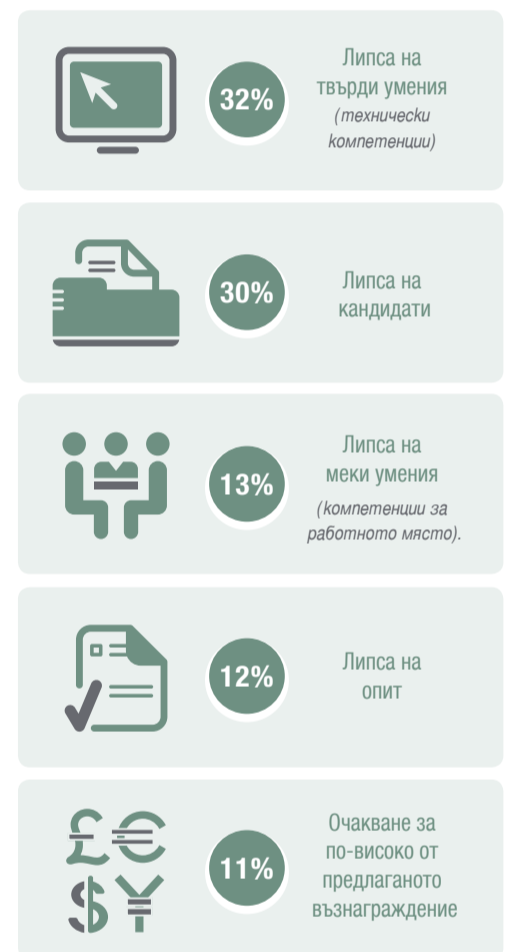 32%
Липса на
твърди умения
(технически
компетенции)
30%
Липса на
кандидати
13%
Липса на
меки умения
(компетенции за
работното място).
12%
Липса на
опит
£ €
$ ¥
11%
Очакване за
по-високо от
предлаганото
възнаграждение